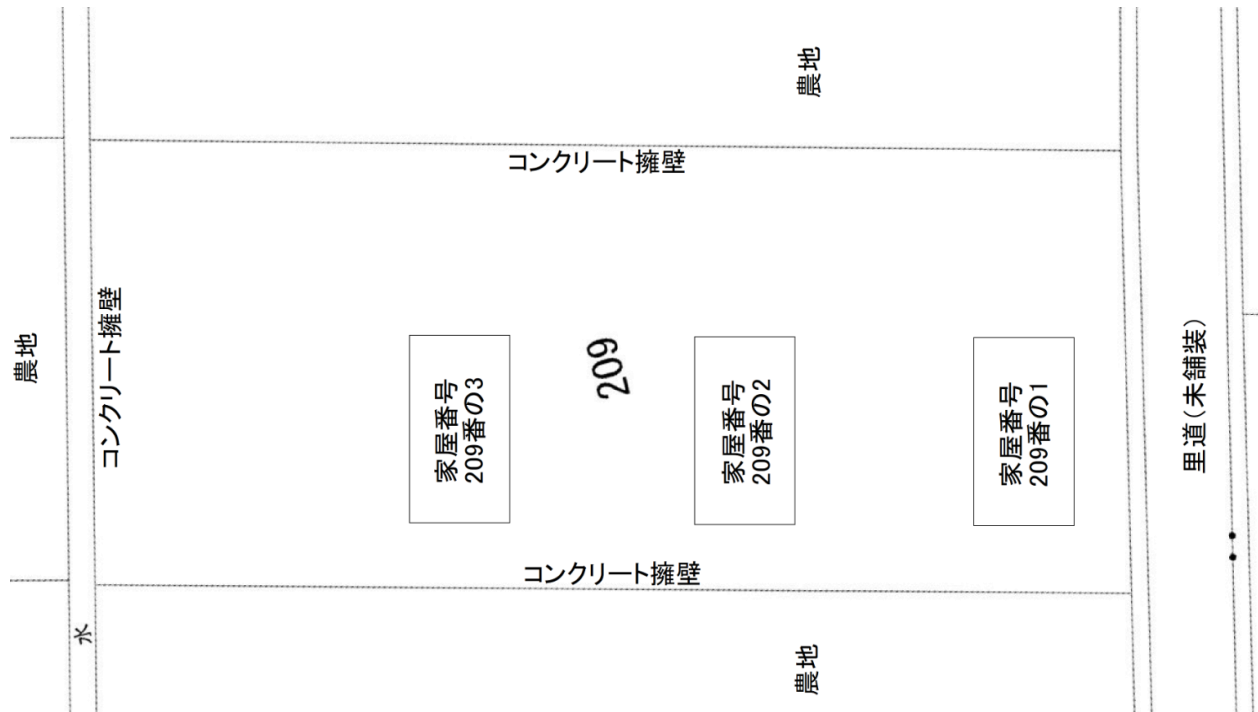 農地
コンクリート擁壁
農地
コンクリート擁壁
家屋番号
209番の3
209
家屋番号
209番の2
家屋番号
209番の1
里道(未舗装)
コンクリート擁壁
水
農地